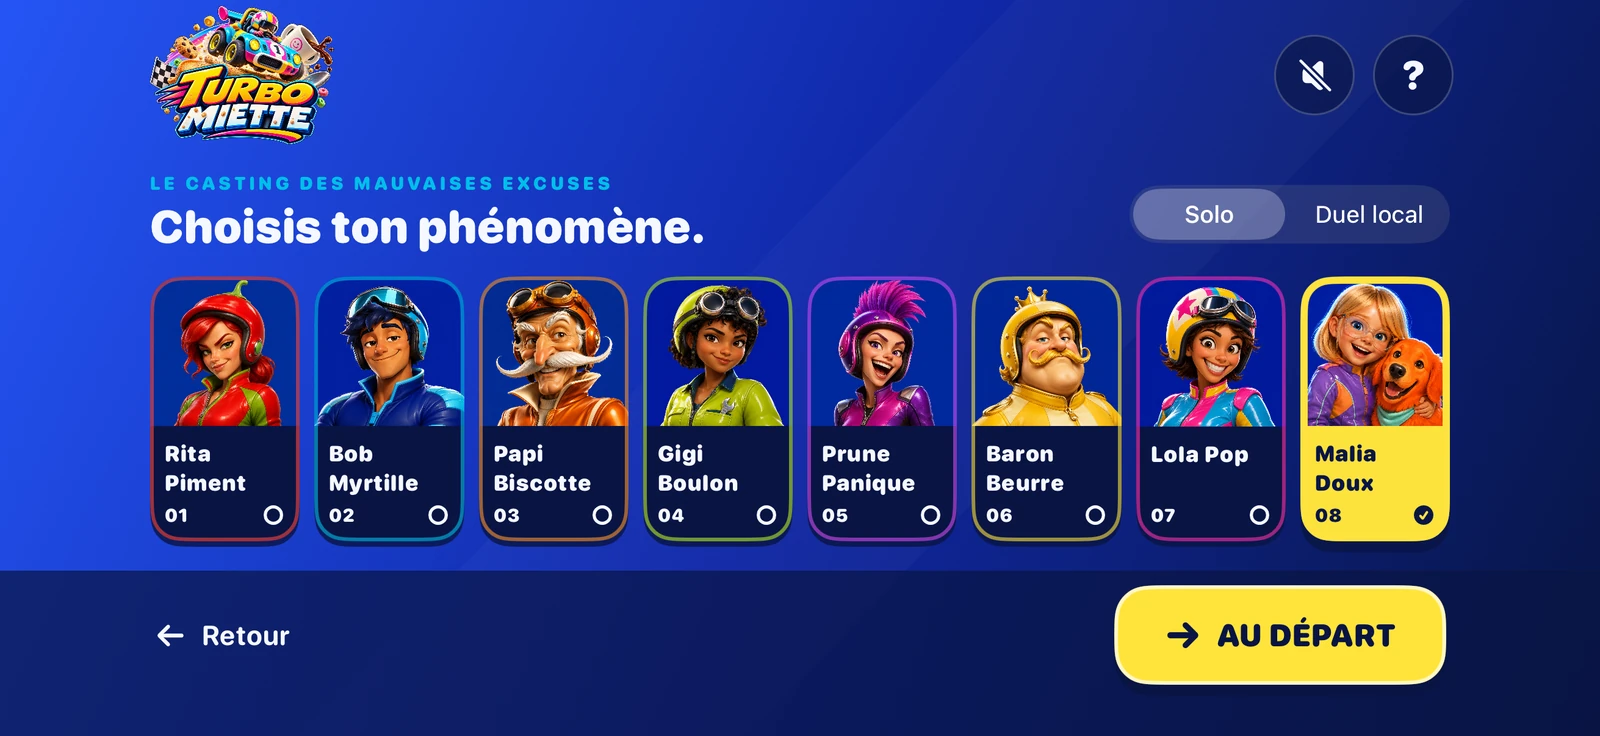 TURBO
MIETTE
?
LE CASTING DES MAUVAISES EXCUSES
Choisis ton phénomène.
Solo
Duel local
Rita
Piment
01
Bob
Myrtille
02
Papi
Biscotte
03
Gigi
Boulon
04
Prune
Panique
05
Baron
Beurre
06
Lola Pop
07
Malia
Doux
08
← Retour
→ AU DÉPART